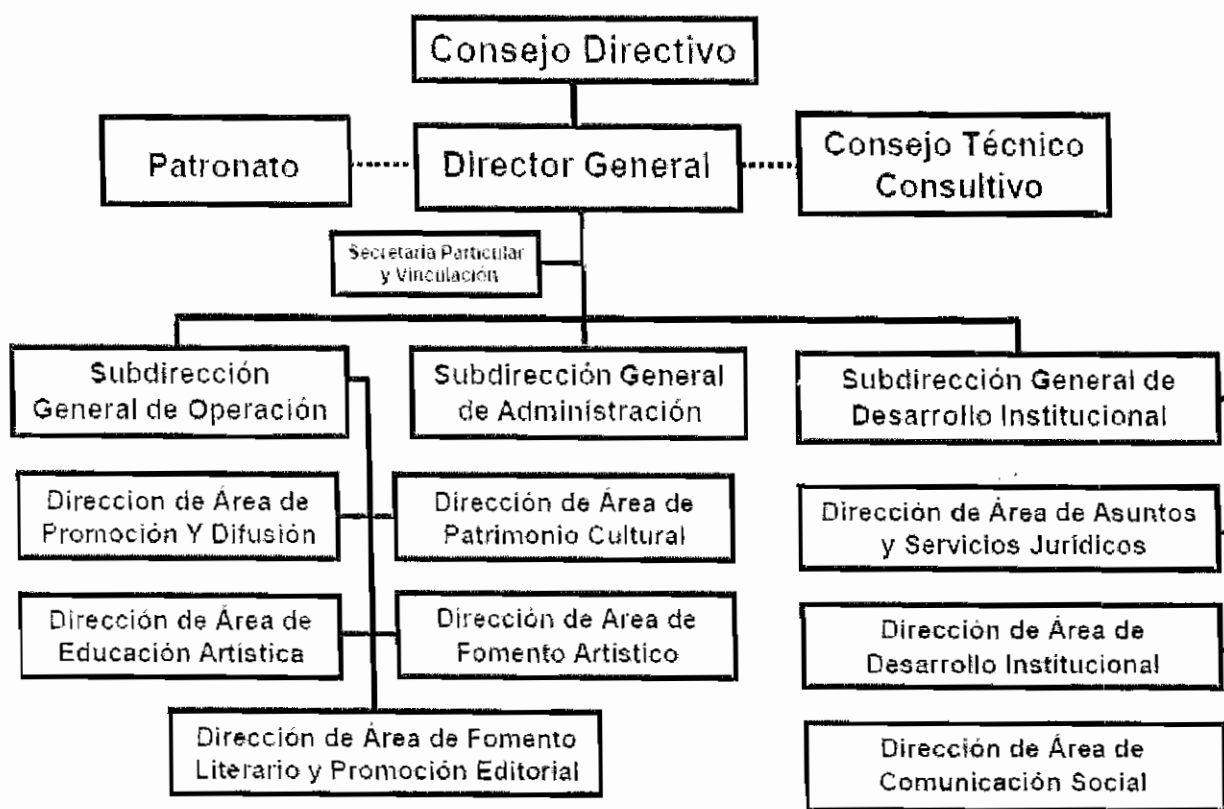 Consejo Directivo
Patronato
Director General
Consejo Técnico
Consultivo
Secretaria Particular
y Vinculación
Subdirección
General de Operación
Subdirección General
de Administración
Subdirección General de
Desarrollo Institucional
Direccion de Área de
Promoción Y Difusión
Dirección de Área de
Patrimonio Cultural
Dirección de Área de Asuntos
y Servicios Jurídicos
Dirección de Área de
Educación Artística
Dirección de Area de
Fomento Artistico
Dirección de Área de
Desarrollo Institucional
Dirección de Área de Fomento
Literario y Promoción Editorial
Dirección de Área de
Comunicación Social